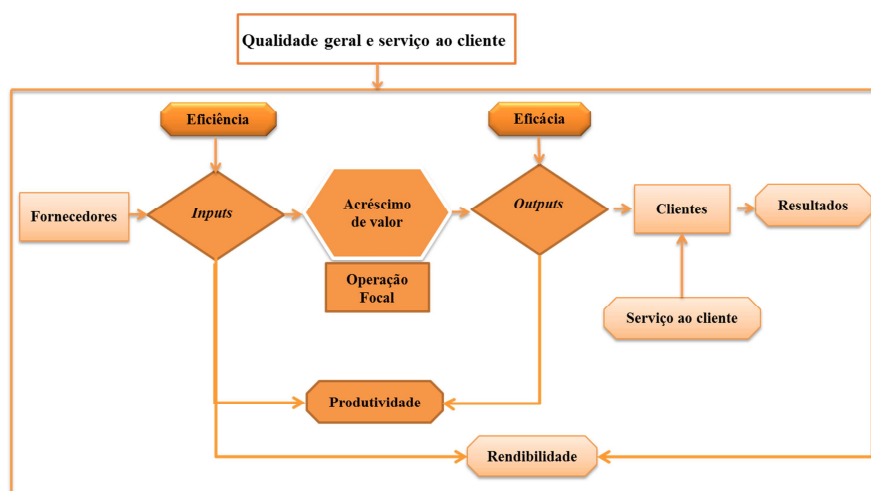 Qualidade geral e serviço ao cliente
Eficiência
Eficácia
Fornecedores
Inputs
Acréscimo
de valor
Outputs
Clientes
Resultados
Operação
Focal
Serviço ao cliente
Produtividade
Rendibilidade